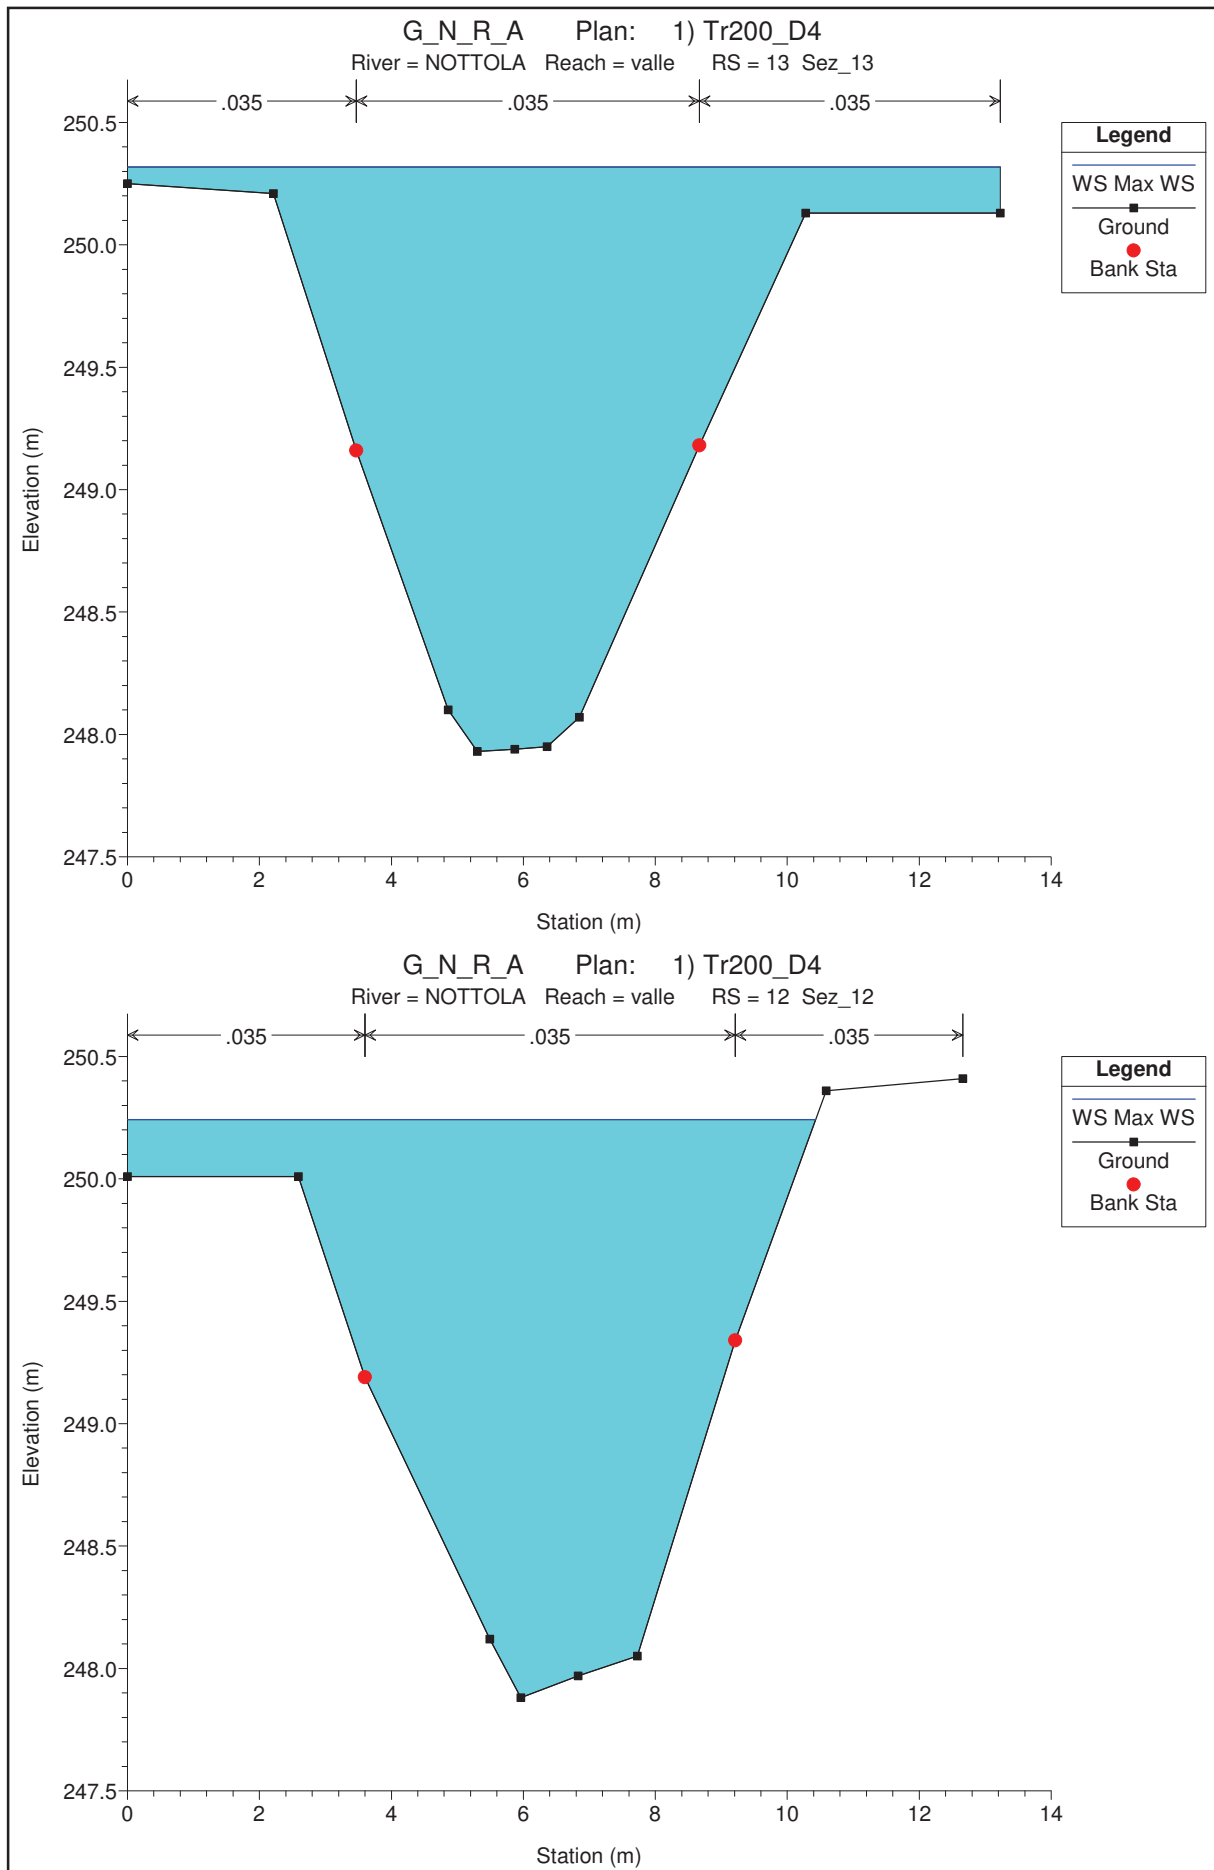 G_N_R_A Plan: 1) Tr200_D4
River = NOTTOLA Reach = valle RS = 13 Sez_13
.035 .035 .035
250.5
250.0
249.5
249.0
248.5
248.0
247.5
Elevation (m)
0 2 4 6 8 10 12 14
Station (m)
Legend
WS Max WS
Ground
Bank Sta
G_N_R_A Plan: 1) Tr200_D4
River = NOTTOLA Reach = valle RS = 12 Sez_12
.035 .035 .035
250.5
250.0
249.5
249.0
248.5
248.0
247.5
Elevation (m)
0 2 4 6 8 10 12 14
Station (m)
Legend
WS Max WS
Ground
Bank Sta